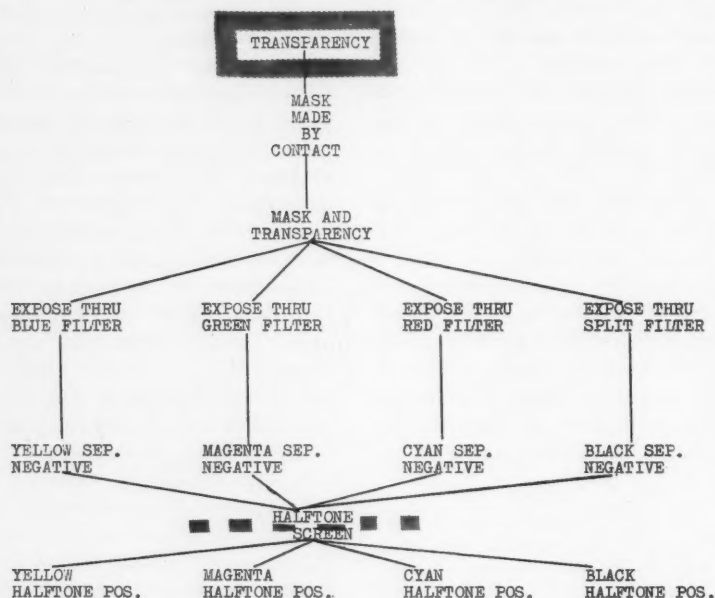 TRANSPARENCY
MASK
MADE
BY
CONTACT
MASK AND
TRANSPARENCY
EXPOSE THRU
BLUE FILTER
EXPOSE THRU
GREEN FILTER
EXPOSE THRU
RED FILTER
EXPOSE THRU
SPLIT FILTER
YELLOW SEP.
NEGATIVE
MAGENTA SEP.
NEGATIVE
CYAN SEP.
NEGATIVE
BLACK SEP.
NEGATIVE
HALFTONE
SCREEN
YELLOW
HALFTONE POS.
MAGENTA
HALFTONE POS.
CYAN
HALFTONE POS.
BLACK
HALFTONE POS.